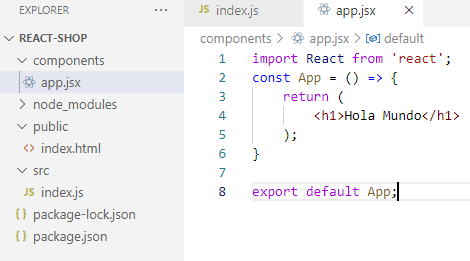 EXPLORER
REACT-SHOP
components
app.jsx
node_modules
public
index.html
src
JS index.js
{} package-lock.json
{} package.json
JS index.js
app.jsx
components > app.jsx > default
1 import React from 'react';
2 const App = () => {
3 return (
4 <h1>Hola Mundo</h1>
5 );
6 }
7
8 export default App;